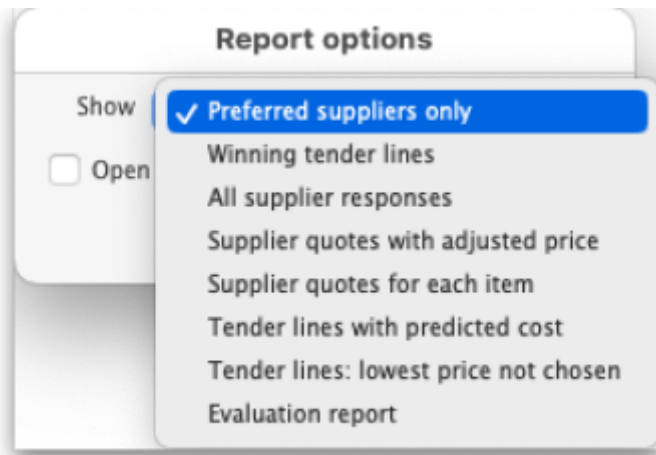 Report options
Show ✓ Preferred suppliers only
Winning tender lines
Open
All supplier responses
Supplier quotes with adjusted price
Supplier quotes for each item
Tender lines with predicted cost
Tender lines: lowest price not chosen
Evaluation report